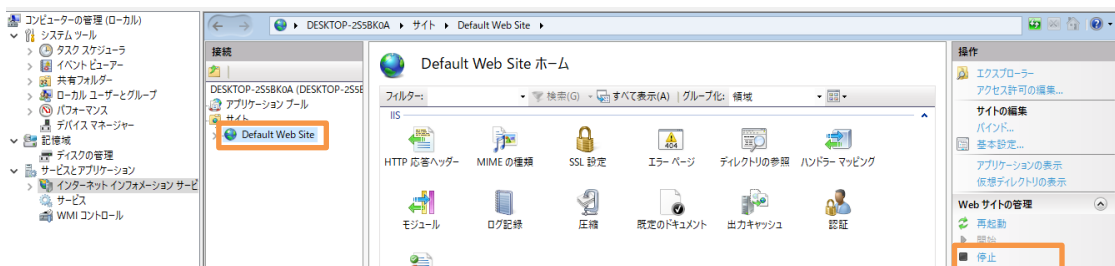 コンピューターの管理 (ローカル)
システム ツール
タスク スケジューラ
イベント ビューアー
共有フォルダー
ローカル ユーザーとグループ
パフォーマンス
デバイス マネージャー
記憶域
ディスクの管理
サービスとアプリケーション
インターネット インフォメーション サービ
サービス
WMI コントロール
DESKTOP-2S5BK0A サイト Default Web Site
接続
DESKTOP-2S5BK0A (DESKTOP-2S5E
アプリケーション プール
サイト
Default Web Site
Default Web Site ホーム
フィルター: 検索(G) すべて表示(A) グループ化: 領域
IIS
HTTP 応答ヘッダー MIME の種類 SSL 設定 エラー ページ ディレクトリの参照 ハンドラー マッピング
404
モジュール ログ記録 圧縮 既定のドキュメント 出力キャッシュ 認証
操作
エクスプローラー
アクセス許可の編集...
サイトの編集
バインド...
基本設定...
アプリケーションの表示
仮想ディレクトリの表示
Web サイトの管理
再起動
開始
停止